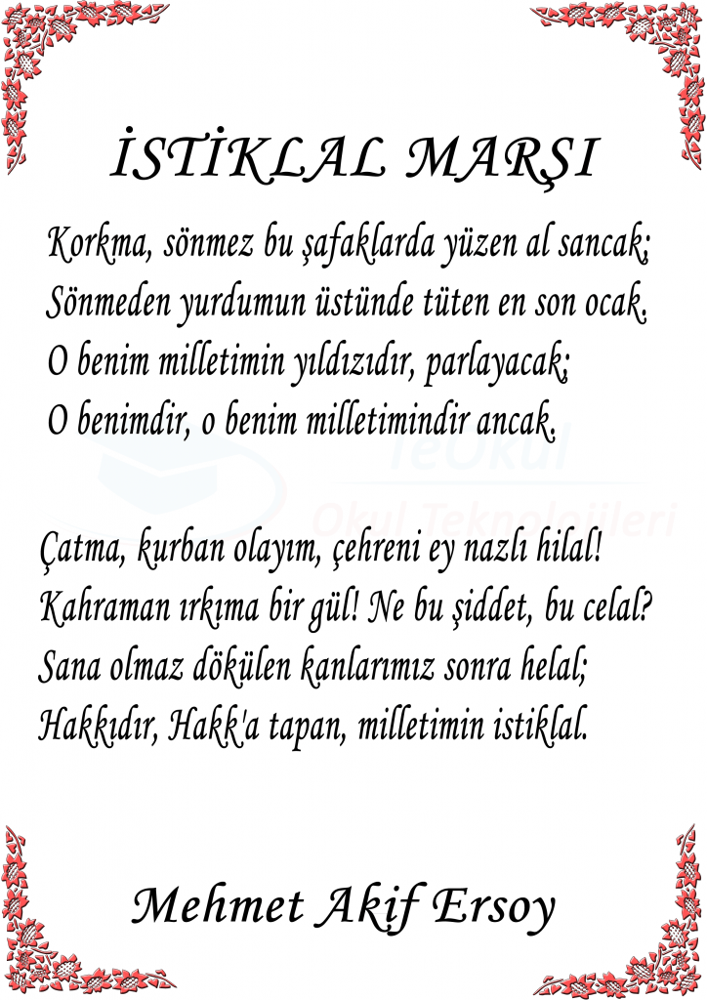 İSTİKLAL MARŞI
Korkma, sönmez bu şafaklarda yüzen al sancak;
Sönmeden yurdumun üstünde tüten en son ocak.
O benim milletimin yıldızıdır, parlayacak;
O benimdir, o benim milletimindir ancak.
TeOkul
Okul Teknolojileri
Çatma, kurban olayım, çehreni ey nazlı hilal!
Kahraman ırkıma bir gül! Ne bu şiddet, bu celal?
Sana olmaz dökülen kanlarımız sonra helal;
Hakkıdır, Hakk'a tapan, milletimin istiklal.
Mehmet Akif Ersoy